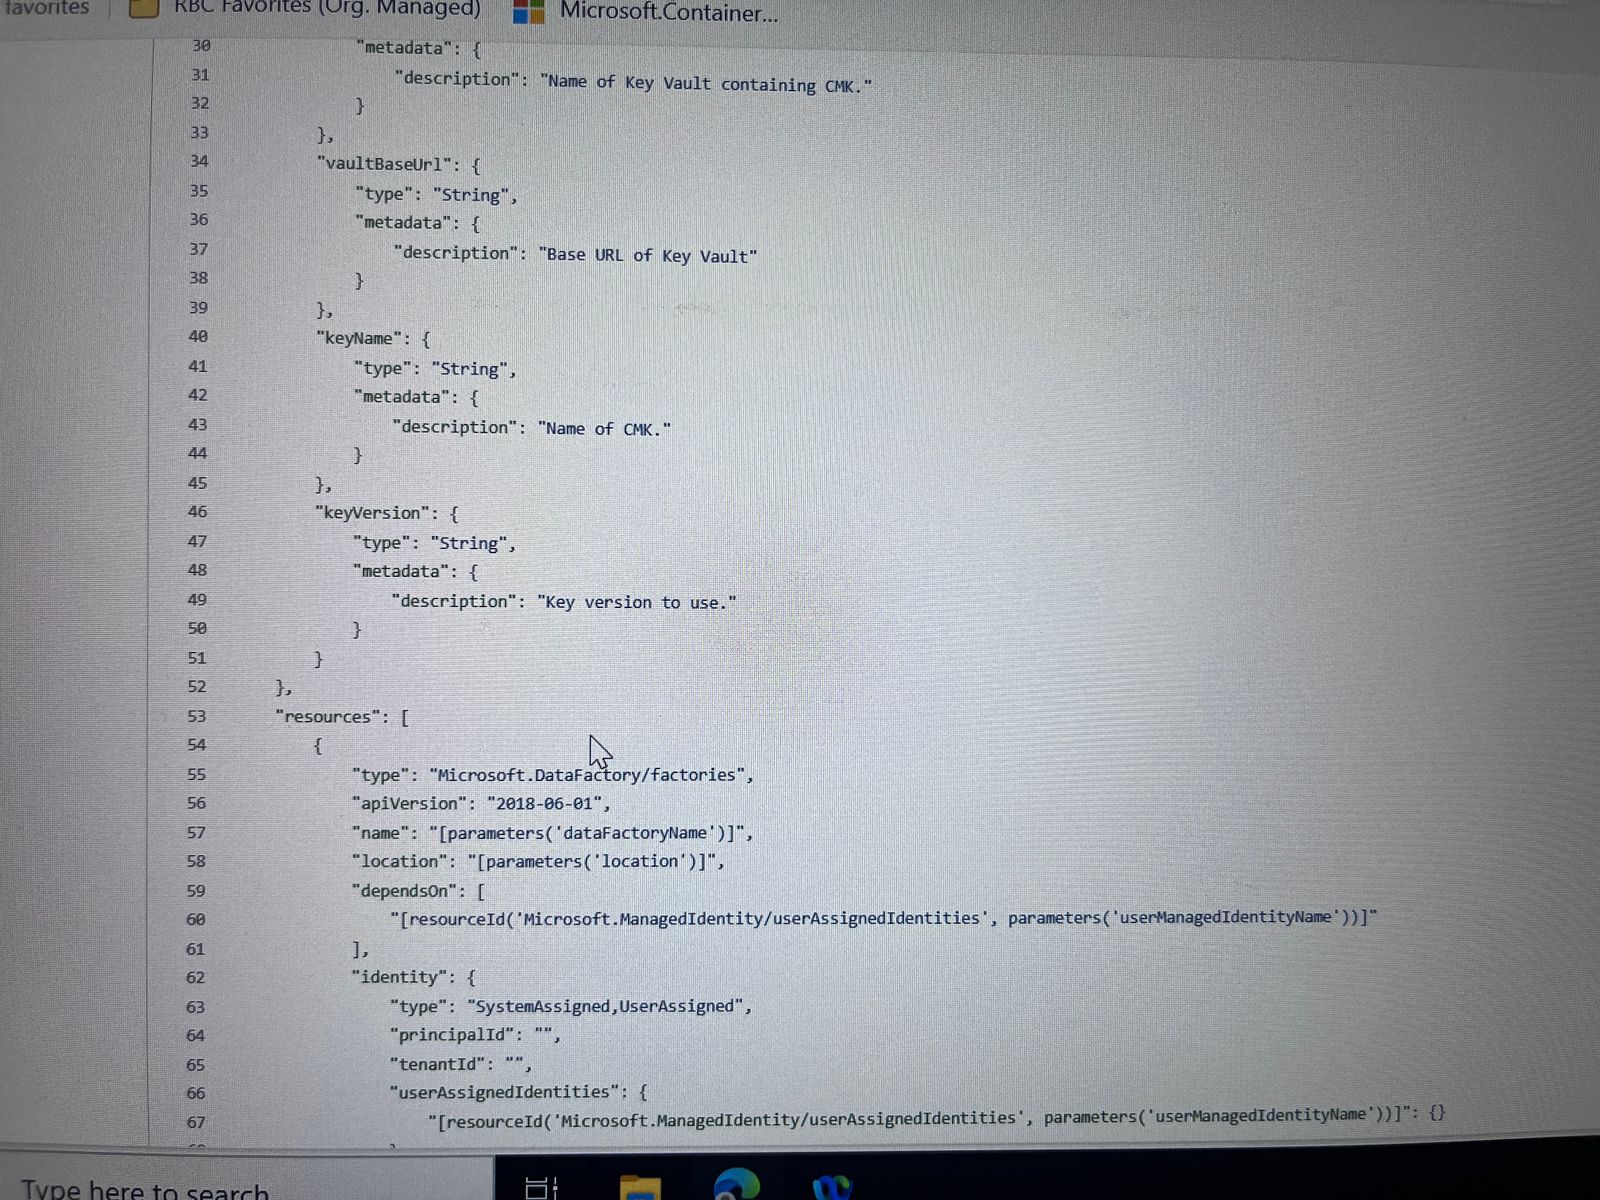 favorites RBC Favorites (Org. Managed) Microsoft.Container...
30 "metadata": {
31 "description": "Name of Key Vault containing CMK."
32 }
33 },
34 "vaultBaseUrl": {
35 "type": "String",
36 "metadata": {
37 "description": "Base URL of Key Vault"
38 }
39 },
40 "keyName": {
41 "type": "String",
42 "metadata": {
43 "description": "Name of CMK."
44 }
45 },
46 "keyVersion": {
47 "type": "String",
48 "metadata": {
49 "description": "Key version to use."
50 }
51 }
52 },
53 "resources": [
54 {
55 "type": "Microsoft.DataFactory/factories",
56 "apiVersion": "2018-06-01",
57 "name": "[parameters('dataFactoryName')]",
58 "location": "[parameters('location')]",
59 "dependsOn": [
60 "[resourceId('Microsoft.ManagedIdentity/userAssignedIdentities', parameters('userManagedIdentityName'))]"
61 ],
62 "identity": {
63 "type": "SystemAssigned,UserAssigned",
64 "principalId": "",
65 "tenantId": "",
66 "userAssignedIdentities": {
67 "[resourceId('Microsoft.ManagedIdentity/userAssignedIdentities', parameters('userManagedIdentityName'))]": {}
Type here to search